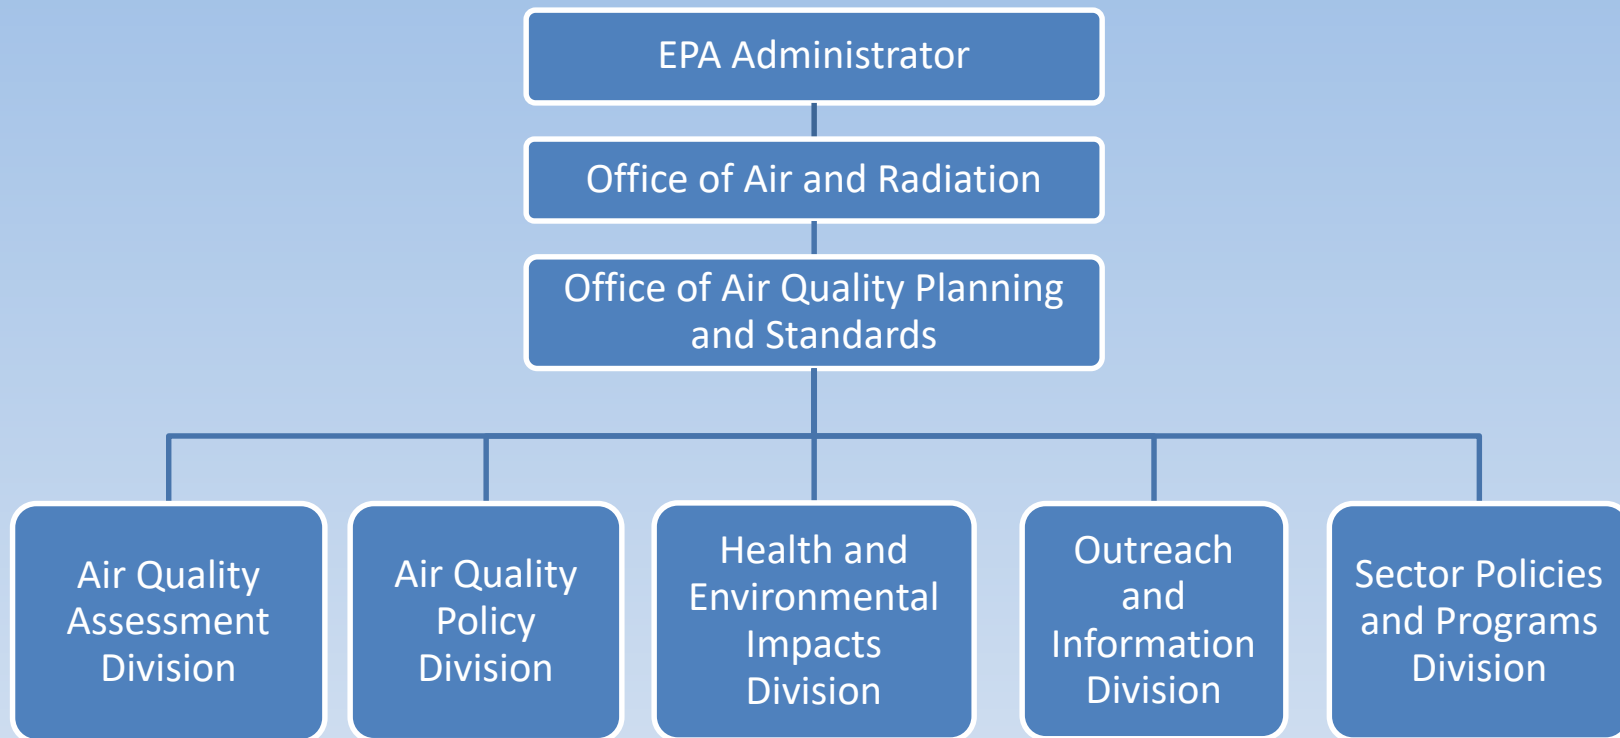 EPA Administrator
Office of Air and Radiation
Office of Air Quality Planning
and Standards
Air Quality
Assessment
Division
Air Quality
Policy
Division
Health and
Environmental
Impacts
Division
Outreach
and
Information
Division
Sector Policies
and Programs
Division